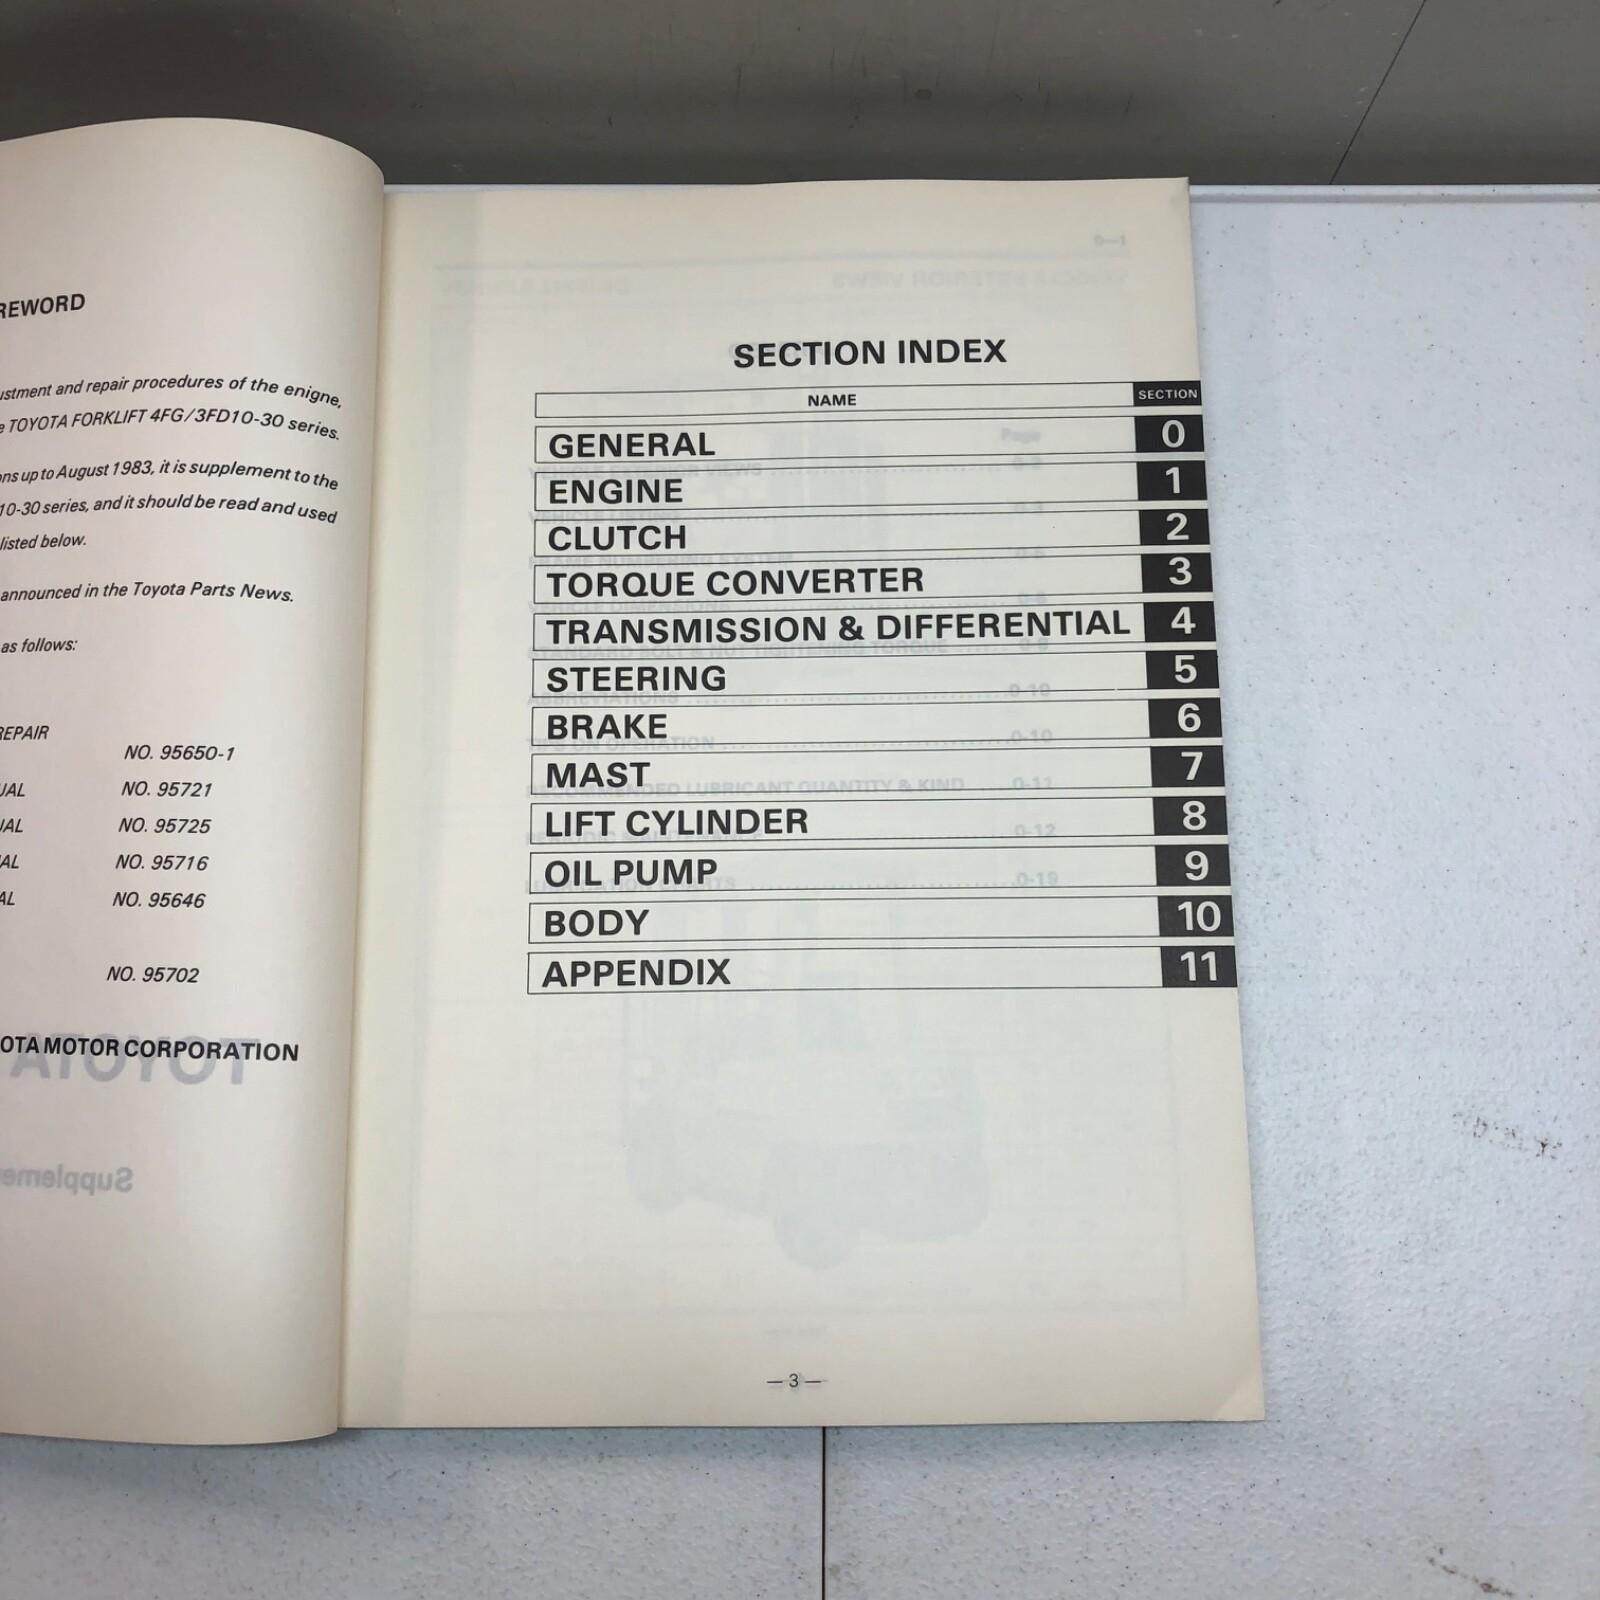 REWORD
ustment and repair procedures of the enigne,
e TOYOTA FORKLIFT 4FG/3FD10-30 series.
ons up to August 1983, it is supplement to the
10-30 series, and it should be read and used
listed below.
announced in the Toyota Parts News.
as follows:
REPAIR
NO. 95650-1
UAL NO. 95721
UAL NO. 95725
AL NO. 95716
AL NO. 95646
NO. 95702
OTA MOTOR CORPORATION
TOYOTA
Supplemen
SECTION INDEX
NAME SECTION
GENERAL 0
ENGINE 1
CLUTCH 2
TORQUE CONVERTER 3
TRANSMISSION & DIFFERENTIAL 4
STEERING 5
BRAKE 6
MAST 7
LIFT CYLINDER 8
OIL PUMP 9
BODY 10
APPENDIX 11
— 3 —